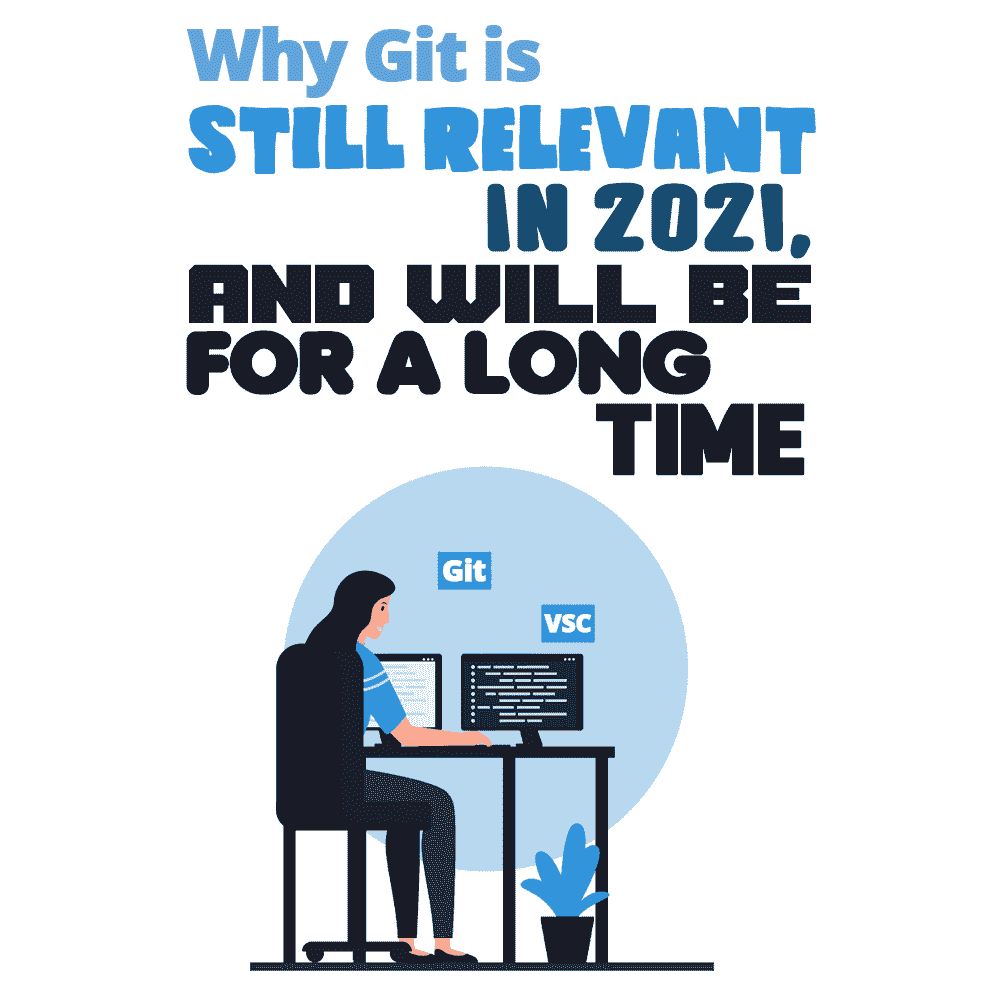 Why Git is
STILL RELEVANT
IN 2021,
AND WILL BE
FOR A LONG
TIME
Git
VSC